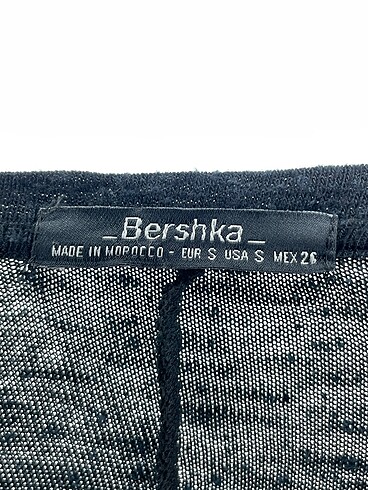 _Bershka_
MADE IN MOROCCO - EUR S USA S MEX 26